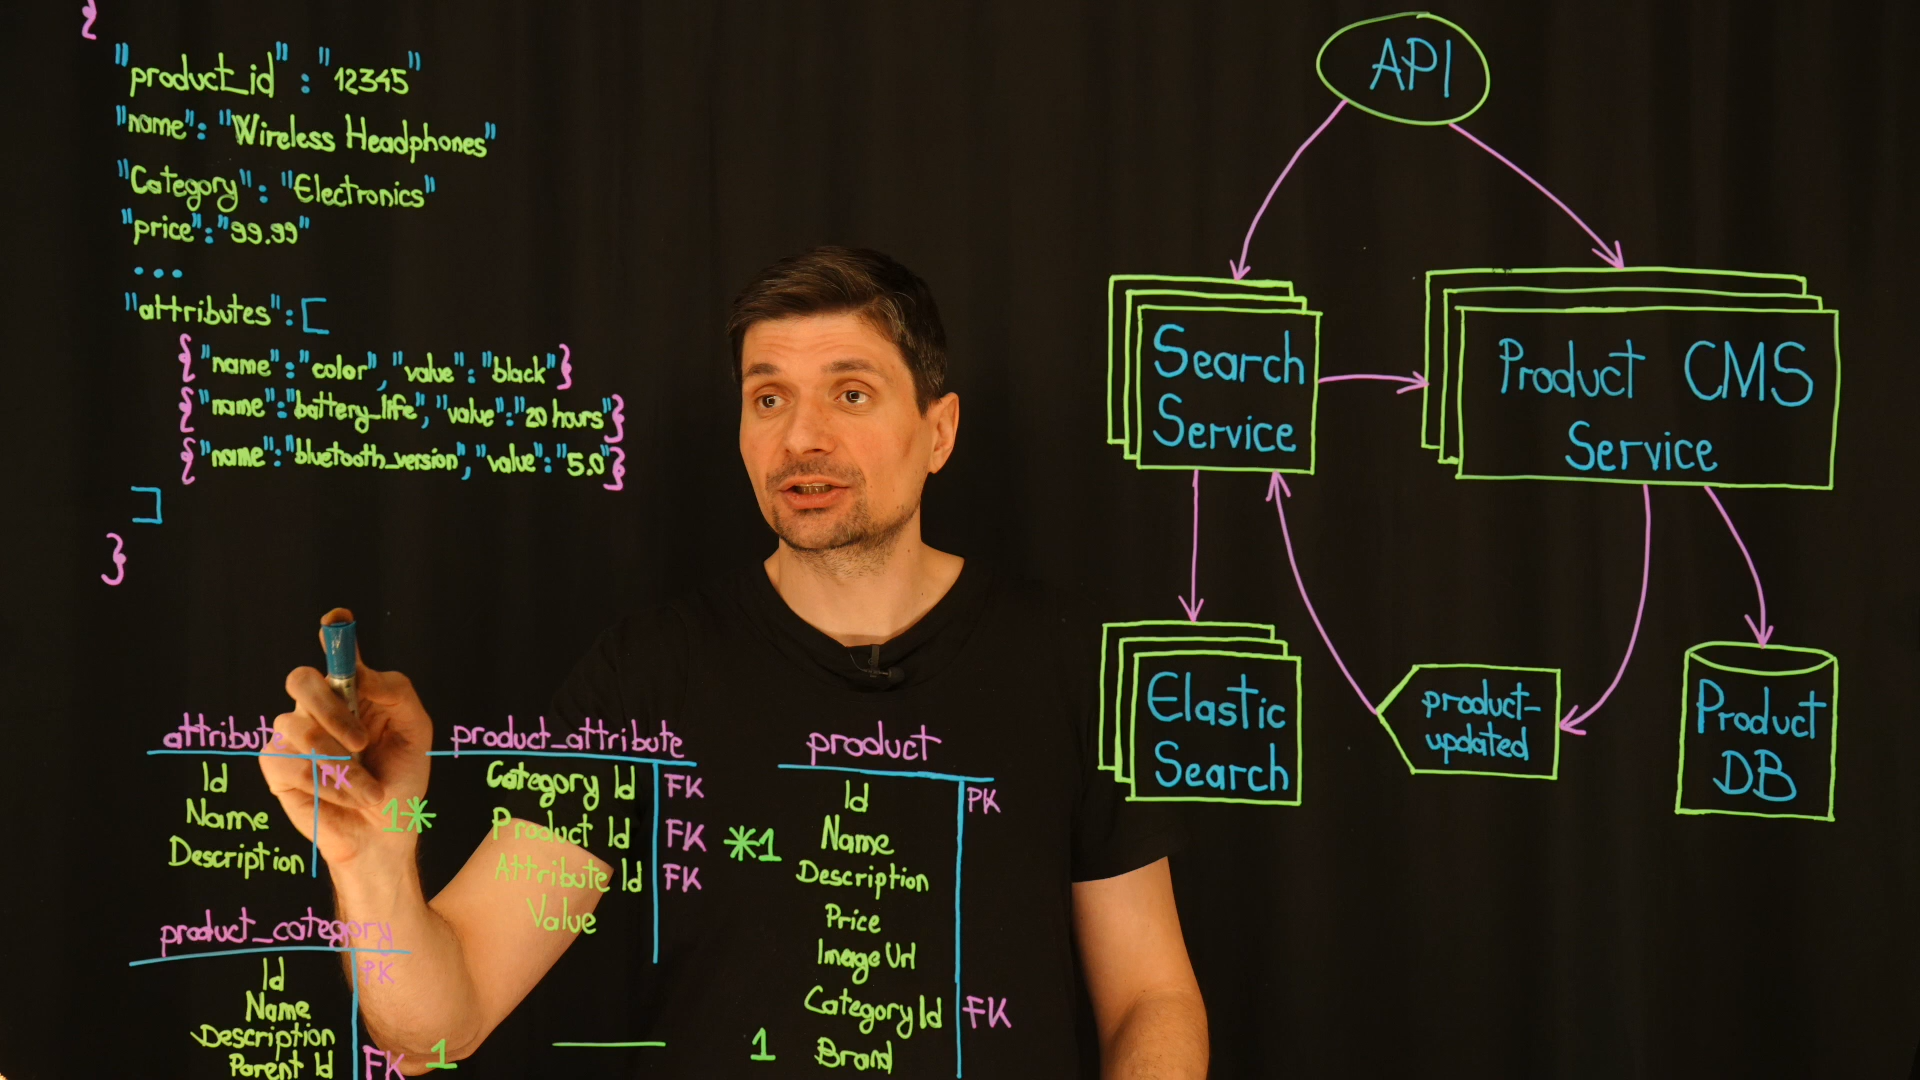 {
"product_id" : "12345"
"name": "Wireless Headphones"
"Category": "Electronics"
"price": "99.99"
...
"attributes": [
{"name": "color", "value": "black"}
{"name":"battery_life", "value": "20 hours"}
{"name":"bluetooth_version", "value": "5.0"}
]
}
attribute
Id PK
Name
Description
1*
product_attribute
Category Id FK
Product Id FK
Attribute Id FK
Value
*1
product
Id PK
Name
Description
Price
Image Url
Category Id FK
Brand
product_category
Id PK
Name
Description
Parent Id FK
1
1
API
Search
Service
Product CMS
Service
Elastic
Search
product-
updated
Product
DB